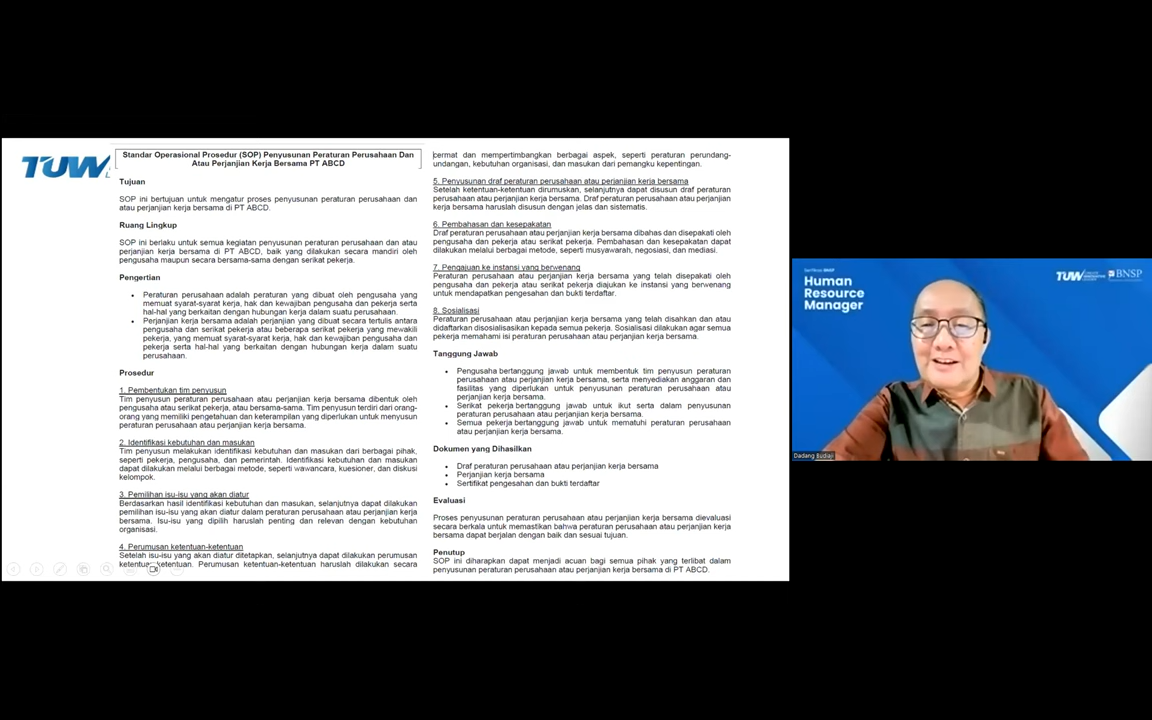 TUW
Standar Operasional Prosedur (SOP) Penyusunan Peraturan Perusahaan Dan
Atau Perjanjian Kerja Bersama PT ABCD
Tujuan
SOP ini bertujuan untuk mengatur proses penyusunan peraturan perusahaan dan
atau perjanjian kerja bersama di PT ABCD.
Ruang Lingkup
SOP ini berlaku untuk semua kegiatan penyusunan peraturan perusahaan dan atau
perjanjian kerja bersama di PT ABCD, baik yang dilakukan secara mandiri oleh
pengusaha maupun secara bersama-sama dengan serikat pekerja.
Pengertian
• Peraturan perusahaan adalah peraturan yang dibuat oleh pengusaha yang
memuat syarat-syarat kerja, hak dan kewajiban pengusaha dan pekerja serta
hal-hal yang berkaitan dengan hubungan kerja dalam suatu perusahaan.
• Perjanjian kerja bersama adalah perjanjian yang dibuat secara tertulis antara
pengusaha dan serikat pekerja atau beberapa serikat pekerja yang mewakili
pekerja, yang memuat syarat-syarat kerja, hak dan kewajiban pengusaha dan
pekerja serta hal-hal yang berkaitan dengan hubungan kerja dalam suatu
perusahaan.
Prosedur
1. Pembentukan tim penyusun
Tim penyusun peraturan perusahaan atau perjanjian kerja bersama dibentuk oleh
pengusaha atau serikat pekerja, atau bersama-sama. Tim penyusun terdiri dari orang-
orang yang memiliki pengetahuan dan keterampilan yang diperlukan untuk menyusun
peraturan perusahaan atau perjanjian kerja bersama.
2. Identifikasi kebutuhan dan masukan
Tim penyusun melakukan identifikasi kebutuhan dan masukan dari berbagai pihak,
seperti pekerja, pengusaha, dan pemerintah. Identifikasi kebutuhan dan masukan
dapat dilakukan melalui berbagai metode, seperti wawancara, kuesioner, dan diskusi
kelompok.
3. Pemilihan isu-isu yang akan diatur
Berdasarkan hasil identifikasi kebutuhan dan masukan, selanjutnya dapat dilakukan
pemilihan isu-isu yang akan diatur dalam peraturan perusahaan atau perjanjian kerja
bersama. Isu-isu yang dipilih haruslah penting dan relevan dengan kebutuhan
organisasi.
4. Perumusan ketentuan-ketentuan
Setelah isu-isu yang akan diatur ditetapkan, selanjutnya dapat dilakukan perumusan
ketentuan-ketentuan. Perumusan ketentuan-ketentuan haruslah dilakukan secara
cermat dan mempertimbangkan berbagai aspek, seperti peraturan perundang-
undangan, kebutuhan organisasi, dan masukan dari pemangku kepentingan.
5. Penyusunan draf peraturan perusahaan atau perjanjian kerja bersama
Setelah ketentuan-ketentuan dirumuskan, selanjutnya dapat disusun draf peraturan
perusahaan atau perjanjian kerja bersama. Draf peraturan perusahaan atau perjanjian
kerja bersama haruslah disusun dengan jelas dan sistematis.
6. Pembahasan dan kesepakatan
Draf peraturan perusahaan atau perjanjian kerja bersama dibahas dan disepakati oleh
pengusaha dan pekerja atau serikat pekerja. Pembahasan dan kesepakatan dapat
dilakukan melalui berbagai metode, seperti musyawarah, negosiasi, dan mediasi.
7. Pengajuan ke instansi yang berwenang
Peraturan perusahaan atau perjanjian kerja bersama yang telah disepakati oleh
pengusaha dan pekerja atau serikat pekerja diajukan ke instansi yang berwenang
untuk mendapatkan pengesahan dan bukti terdaftar.
8. Sosialisasi
Peraturan perusahaan atau perjanjian kerja bersama yang telah disahkan dan atau
didaftarkan disosialisasikan kepada semua pekerja. Sosialisasi dilakukan agar semua
pekerja memahami isi peraturan perusahaan atau perjanjian kerja bersama
Tanggung Jawab
• Pengusaha bertanggung jawab untuk membentuk tim penyusun peraturan
perusahaan atau perjanjian kerja bersama, serta menyediakan anggaran dan
fasilitas yang diperlukan untuk penyusunan peraturan perusahaan atau
perjanjian kerja bersama.
• Serikat pekerja bertanggung jawab untuk ikut serta dalam penyusunan
peraturan perusahaan atau perjanjian kerja bersama.
• Semua pekerja bertanggung jawab untuk mematuhi peraturan perusahaan
atau perjanjian kerja bersama.
Dokumen yang Dihasilkan
• Draf peraturan perusahaan atau perjanjian kerja bersama
• Perjanjian kerja bersama
• Sertifikat pengesahan dan bukti terdaftar
Evaluasi
Proses penyusunan peraturan perusahaan atau perjanjian kerja bersama dievaluasi
secara berkala untuk memastikan bahwa peraturan perusahaan atau perjanjian kerja
bersama dapat berjalan dengan baik dan sesuai tujuan.
Penutup
SOP ini diharapkan dapat menjadi acuan bagi semua pihak yang terlibat dalam
penyusunan peraturan perusahaan atau perjanjian kerja bersama di PT ABCD.
Sertifikasi BNSP
Human
Resource
Manager
TUW
BNSP
Dadang Budiaji